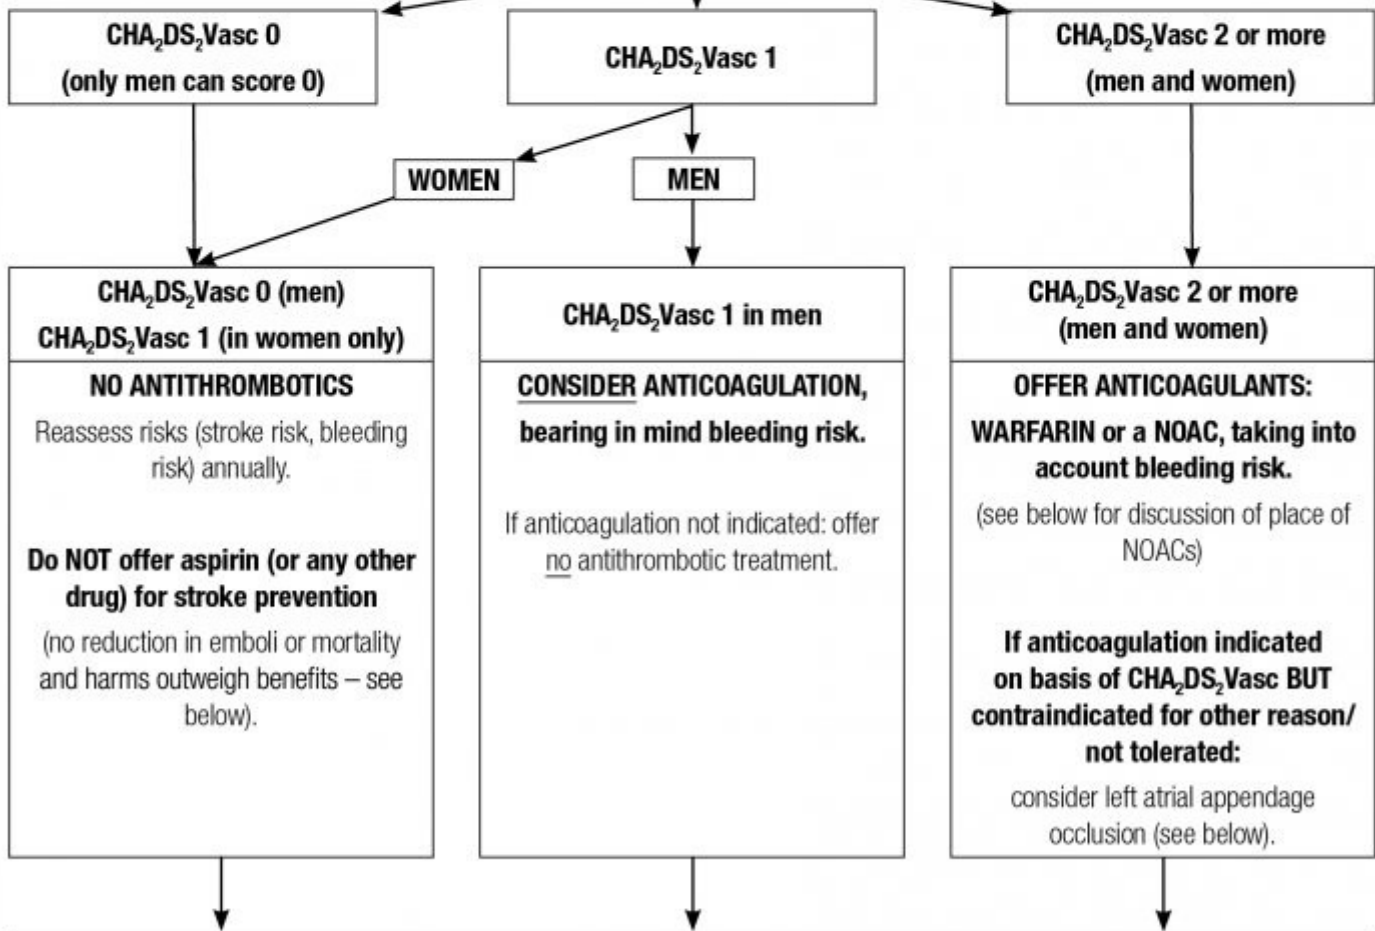 CHA₂DS₂Vasc 0
(only men can score 0)
CHA₂DS₂Vasc 1
CHA₂DS₂Vasc 2 or more
(men and women)
WOMEN
MEN
CHA₂DS₂Vasc 0 (men)
CHA₂DS₂Vasc 1 (in women only)
NO ANTITHROMBOTICS
Reassess risks (stroke risk, bleeding
risk) annually.
Do NOT offer aspirin (or any other
drug) for stroke prevention
(no reduction in emboli or mortality
and harms outweigh benefits – see
below).
CHA₂DS₂Vasc 1 in men
CONSIDER ANTICOAGULATION,
bearing in mind bleeding risk.
If anticoagulation not indicated: offer
no antithrombotic treatment.
CHA₂DS₂Vasc 2 or more
(men and women)
OFFER ANTICOAGULANTS:
WARFARIN or a NOAC, taking into
account bleeding risk.
(see below for discussion of place of
NOACs)
If anticoagulation indicated
on basis of CHA₂DS₂Vasc BUT
contraindicated for other reason/
not tolerated:
consider left atrial appendage
occlusion (see below).